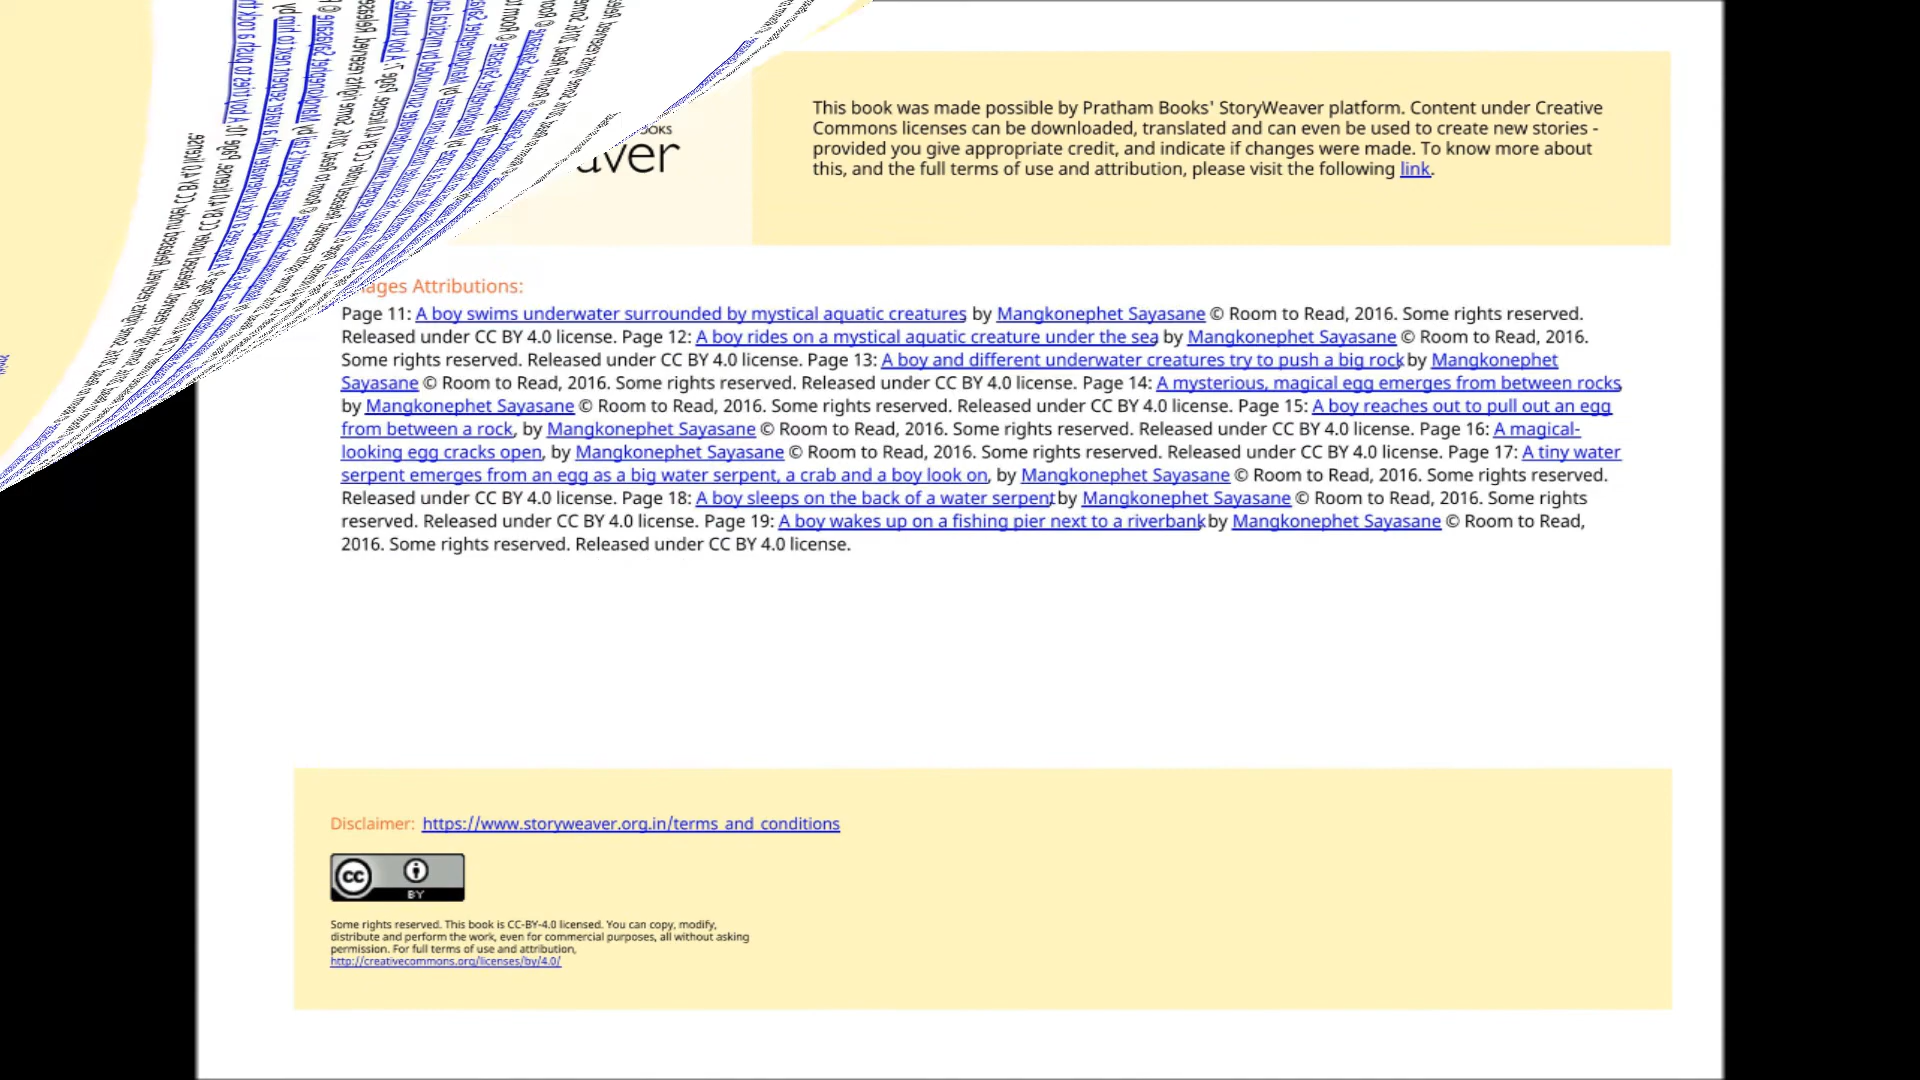 This book was made possible by Pratham Books' StoryWeaver platform. Content under Creative
Commons licenses can be downloaded, translated and can even be used to create new stories -
provided you give appropriate credit, and indicate if changes were made. To know more about
this, and the full terms of use and attribution, please visit the following link.
Attributions:
Page 11: A boy swims underwater surrounded by mystical aquatic creatures, by Mangkonephet Sayasane © Room to Read, 2016. Some rights reserved.
Released under CC BY 4.0 license. Page 12: A boy rides on a mystical aquatic creature under the sea, by Mangkonephet Sayasane © Room to Read, 2016.
Some rights reserved. Released under CC BY 4.0 license. Page 13: A boy and different underwater creatures try to push a big rock, by Mangkonephet
Sayasane © Room to Read, 2016. Some rights reserved. Released under CC BY 4.0 license. Page 14: A mysterious, magical egg emerges from between rocks,
by Mangkonephet Sayasane © Room to Read, 2016. Some rights reserved. Released under CC BY 4.0 license. Page 15: A boy reaches out to pull out an egg
from between a rock, by Mangkonephet Sayasane © Room to Read, 2016. Some rights reserved. Released under CC BY 4.0 license. Page 16: A magical-
looking egg cracks open, by Mangkonephet Sayasane © Room to Read, 2016. Some rights reserved. Released under CC BY 4.0 license. Page 17: A tiny water
serpent emerges from an egg as a big water serpent, a crab and a boy look on, by Mangkonephet Sayasane © Room to Read, 2016. Some rights reserved.
Released under CC BY 4.0 license. Page 18: A boy sleeps on the back of a water serpent, by Mangkonephet Sayasane © Room to Read, 2016. Some rights
reserved. Released under CC BY 4.0 license. Page 19: A boy wakes up on a fishing pier next to a riverbank, by Mangkonephet Sayasane © Room to Read,
2016. Some rights reserved. Released under CC BY 4.0 license.
Disclaimer: https://www.storyweaver.org.in/terms_and_conditions
cc
BY
Some rights reserved. This book is CC-BY-4.0 licensed. You can copy, modify,
distribute and perform the work, even for commercial purposes, all without asking
permission. For full terms of use and attribution,
http://creativecommons.org/licenses/by/4.0/